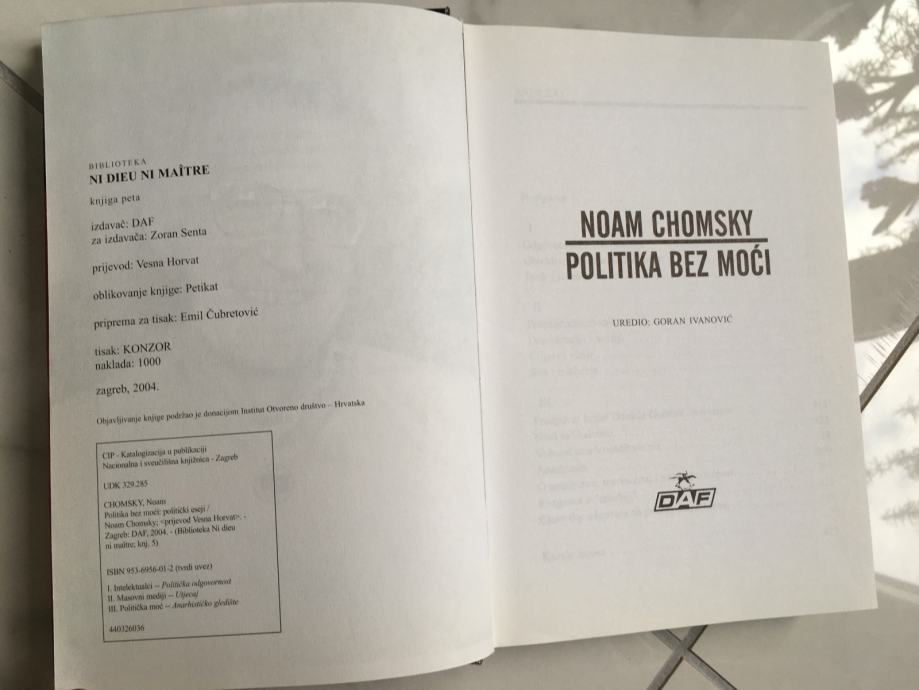 BIBLIOTEKA
NI DIEU NI MAÎTRE
knjiga peta
izdavač: DAF
za izdavača: Zoran Senta
prijevod: Vesna Horvat
oblikovanje knjige: Petikat
priprema za tisak: Emil Čubretović
tisak: KONZOR
naklada: 1000
zagreb, 2004.
Objavljivanje knjige podržao je donacijom Institut Otvoreno društvo – Hrvatska
CIP - Katalogizacija u publikaciji
Nacionalna i sveučilišna knjižnica - Zagreb
UDK 329.285
CHOMSKY, Noam
Politika bez moći: politički eseji /
Noam Chomsky; <prijevod Vesna Horvat>. -
Zagreb: DAF, 2004. - (Biblioteka Ni dieu
ni maître; knj. 5)
ISBN 953-6956-01-2 (tvrdi uvez)
I. Intelektualci -- Politička odgovornost
II. Masovni mediji -- Utjecaj
III. Politička moć -- Anarhističko gledište
440326036
NOAM CHOMSKY
POLITIKA BEZ MOĆI
UREDIO: GORAN IVANOVIĆ
DAF